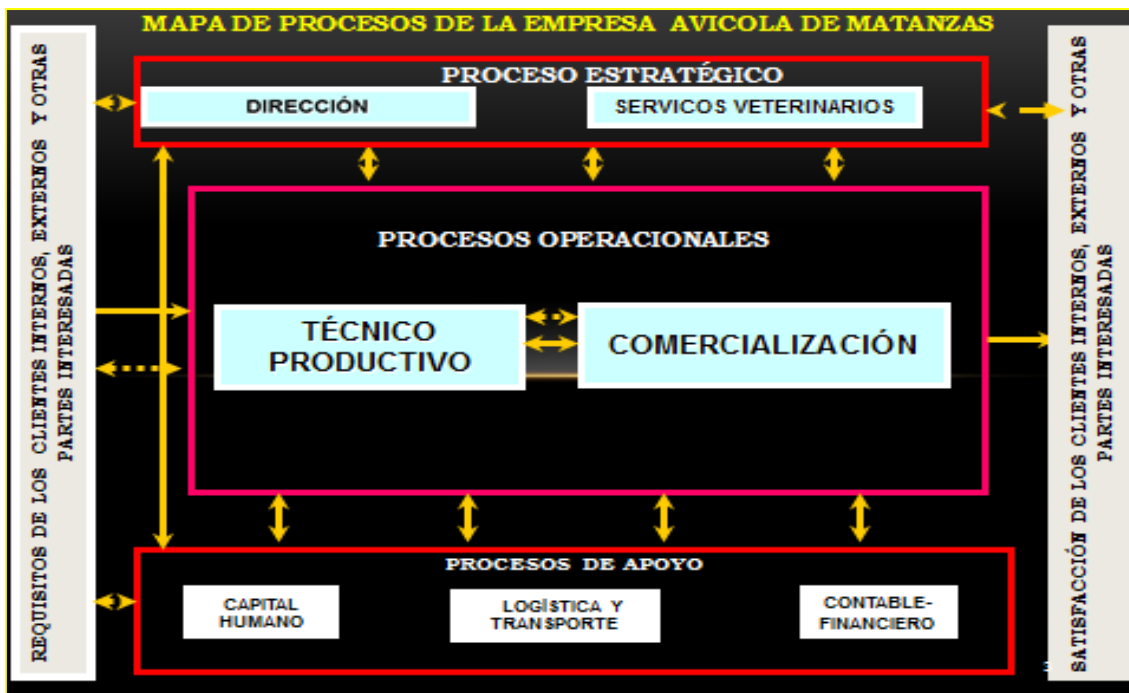 MAPA DE PROCESOS DE LA EMPRESA AVICOLA DE MATANZAS
REQUISITOS DE LOS CLIENTES INTERNOS, EXTERNOS Y OTRAS
PARTES INTERESADAS
PROCESO ESTRATÉGICO
DIRECCIÓN
SERVICOS VETERINARIOS
PROCESOS OPERACIONALES
TÉCNICO
PRODUCTIVO
COMERCIALIZACIÓN
PROCESOS DE APOYO
CAPITAL
HUMANO
LOGÍSTICA Y
TRANSPORTE
CONTABLE-
FINANCIERO
SATISFACCIÓN DE LOS CLIENTES INTERNOS, EXTERNOS Y OTRAS
PARTES INTERESADAS
3